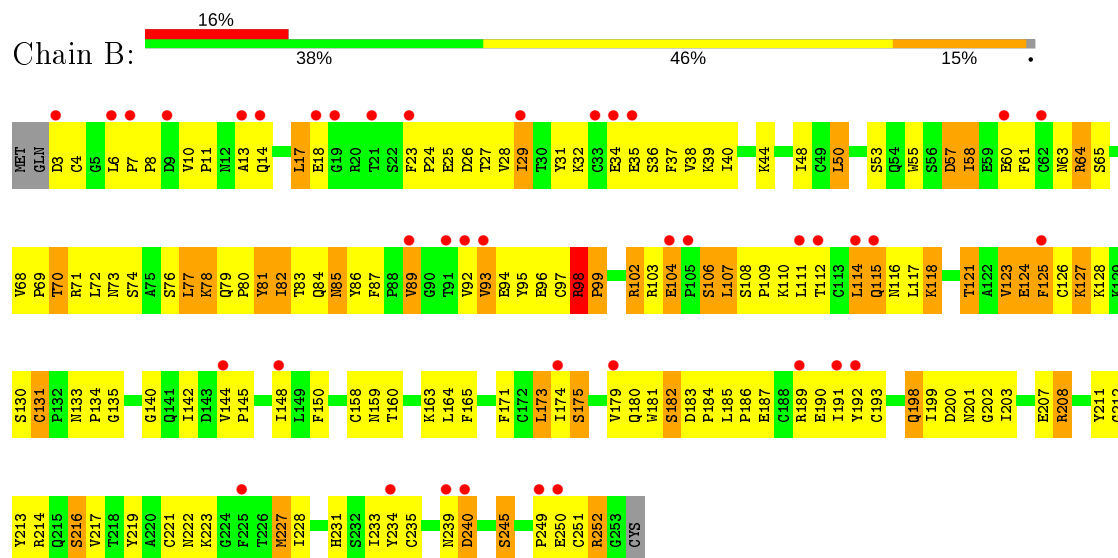 16%
Chain B:
38% 46% 15%
MET GLN D3 C4 G5 L6 P7 P8 D9 V10 P11 N12 A13 Q14 L17 E18 G19 R20 T21 S22 F23 P24 E25 D26 T27 V28 I29 T30 Y31 K32 C33 E34 E35 S36 F37 V38 K39 I40 K44 I48 C49 L50 S53 Q54 W55 S56 D57 I58 E59 E60 F61 C62 N63 R64 S65
V68 P69 T70 R71 L72 N73 S74 A75 S76 L77 K78 Q79 P80 Y81 I82 T83 Q84 N85 Y86 F87 P88 V89 G90 T91 V92 V93 E94 Y95 E96 C97 R98 P99 R102 R103 E104 P105 S106 L107 S108 P109 K110 L111 T112 C113 L114 Q115 N116 L117 K118 T121 A122 V123 E124 F125 C126 K127 K128 K129
S130 C131 P132 N133 P134 G135 G140 Q141 I142 D143 V144 P145 I148 L149 F150 C158 N159 T160 K163 L164 F165 F171 C172 L173 I174 S175 V179 Q180 W181 S182 D183 P184 L185 P186 E187 C188 R189 E190 I191 Y192 C193 Q198 I199 D200 N201 G202 I203 E207 R208 Y211 G212
Y213 R214 Q215 S216 V217 T218 Y219 A220 C221 N222 K223 G224 F225 T226 M227 I228 H231 S232 I233 Y234 C235 N239 D240 S245 P249 E250 C251 R252 G253 CYS